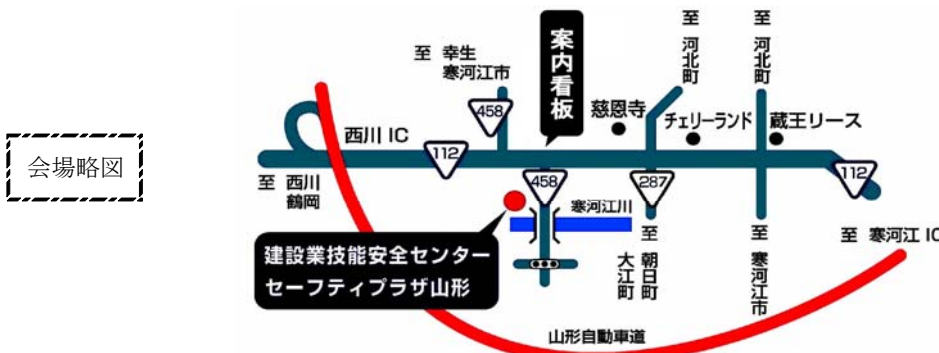 会場略図
至 幸生
寒河江市
458
案内看板
至 河北町
至 河北町
慈恩寺
チェリーランド
蔵王リース
西川 IC
112
458
287
112
至 西川
鶴岡
寒河江川
建設業技能安全センター
セーフティプラザ山形
至 朝日町
大江町
至 寒河江市
至 寒河江 IC
山形自動車道